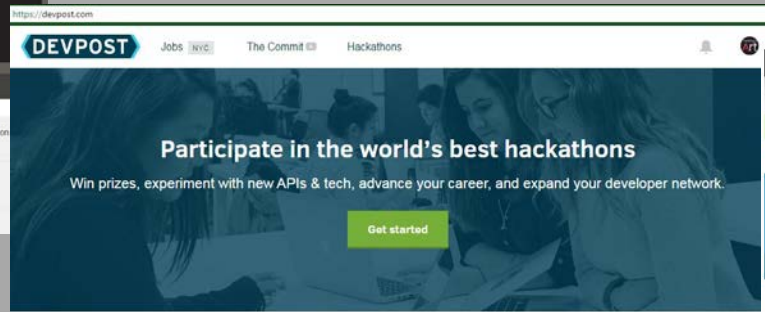 https://devpost.com
DEVPOST Jobs NYC The Commit Hackathons
on
Participate in the world's best hackathons
Win prizes, experiment with new APIs & tech, advance your career, and expand your developer network.
Get started